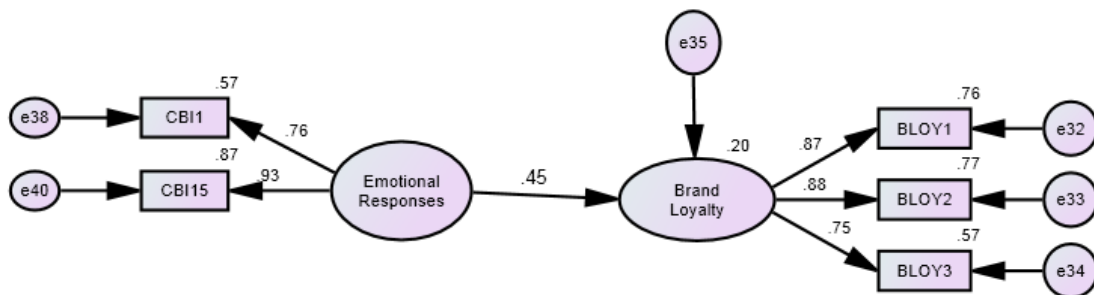 e35
.57
.76
e38
CBI1
.76
.87
e32
BLOY1
.87
.20
.77
e40
CBI15
.93
Emotional
Responses
.45
Brand
Loyalty
.88
BLOY2
e33
.75
.57
BLOY3
e34